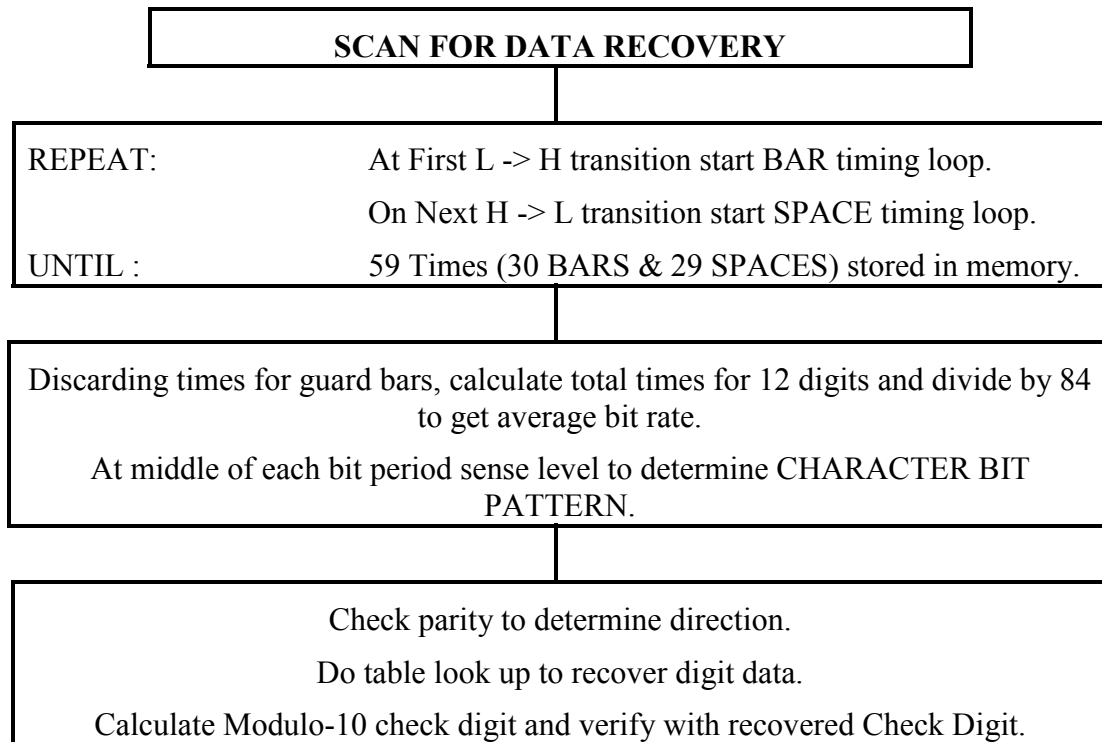 SCAN FOR DATA RECOVERY
REPEAT: At First L -> H transition start BAR timing loop.
On Next H -> L transition start SPACE timing loop.
UNTIL : 59 Times (30 BARS & 29 SPACES) stored in memory.
Discarding times for guard bars, calculate total times for 12 digits and divide by 84
to get average bit rate.
At middle of each bit period sense level to determine CHARACTER BIT
PATTERN.
Check parity to determine direction.
Do table look up to recover digit data.
Calculate Modulo-10 check digit and verify with recovered Check Digit.